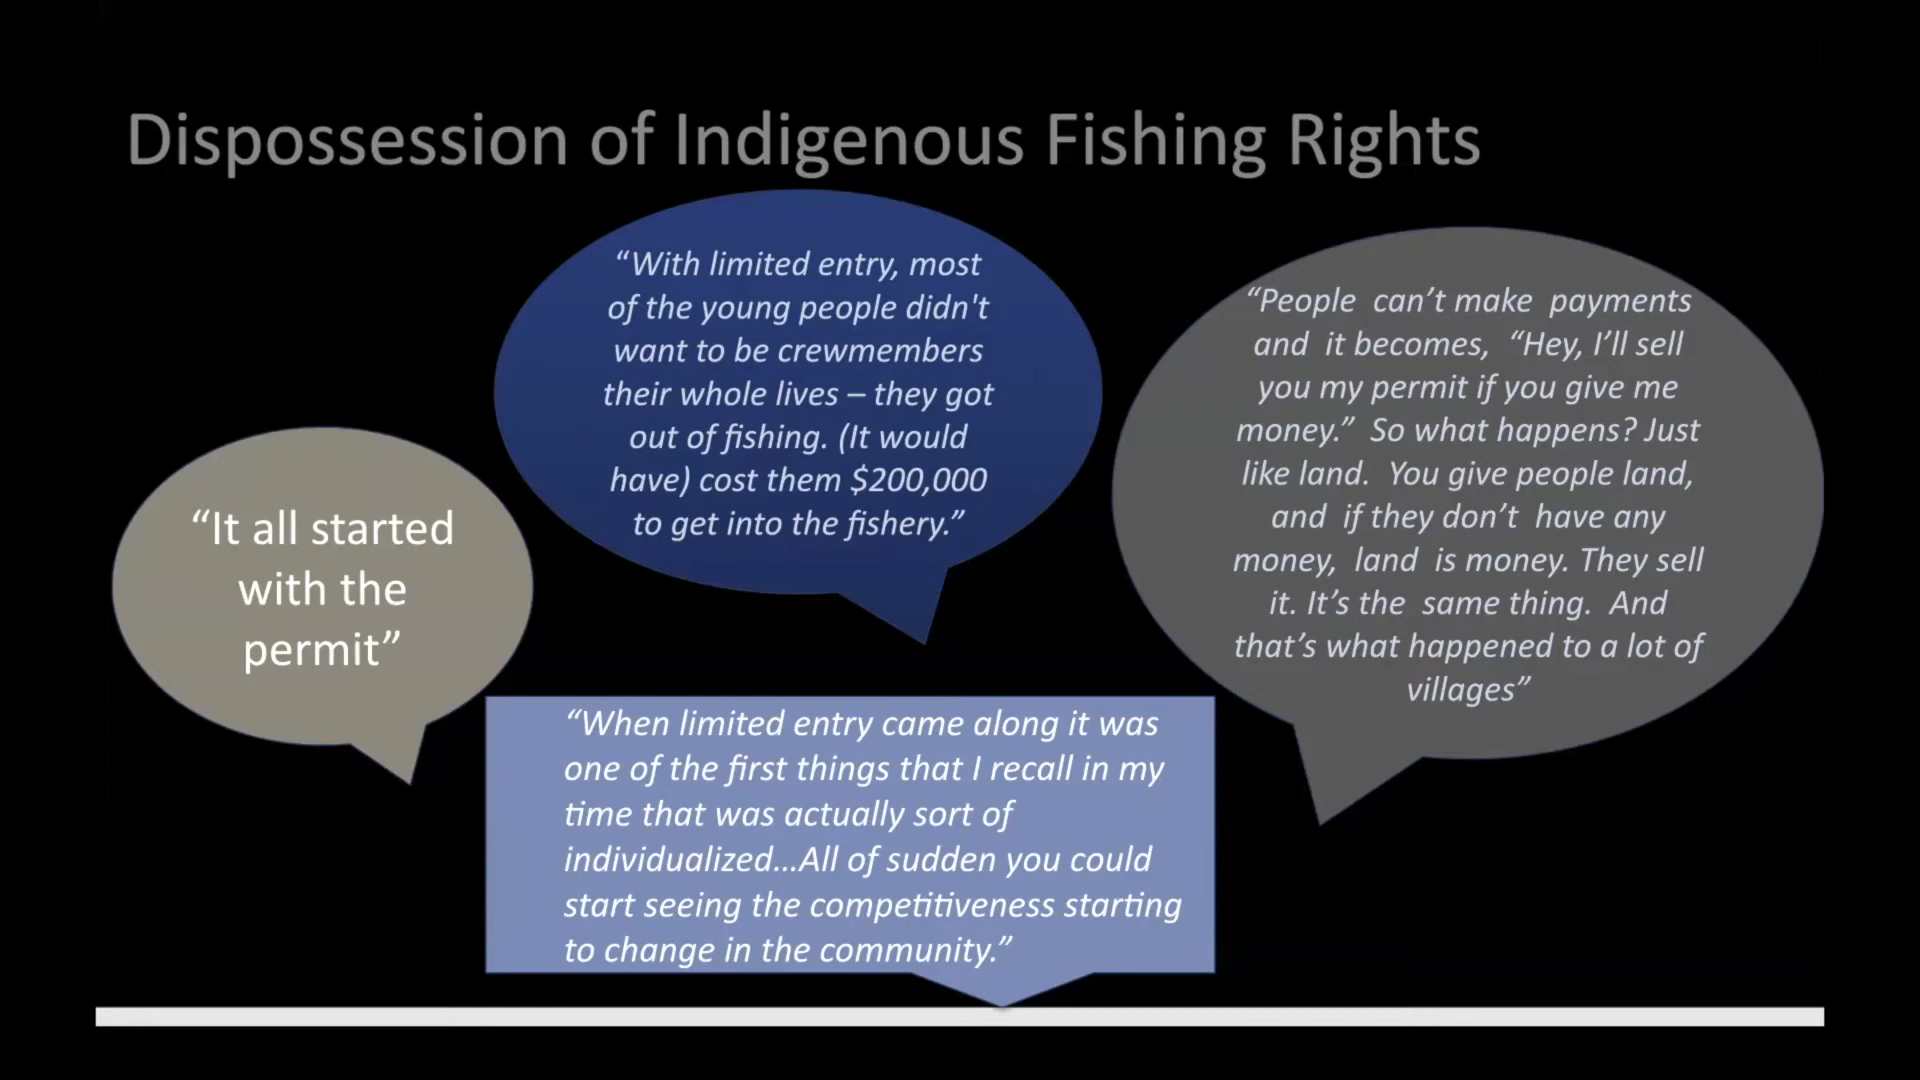 Dispossession of Indigenous Fishing Rights
“It all started
with the
permit”
“With limited entry, most
of the young people didn't
want to be crewmembers
their whole lives – they got
out of fishing. (It would
have) cost them $200,000
to get into the fishery.”
“People can’t make payments
and it becomes, “Hey, I’ll sell
you my permit if you give me
money.” So what happens? Just
like land. You give people land,
and if they don’t have any
money, land is money. They sell
it. It’s the same thing. And
that’s what happened to a lot of
villages”
“When limited entry came along it was
one of the first things that I recall in my
time that was actually sort of
individualized...All of sudden you could
start seeing the competitiveness starting
to change in the community.”